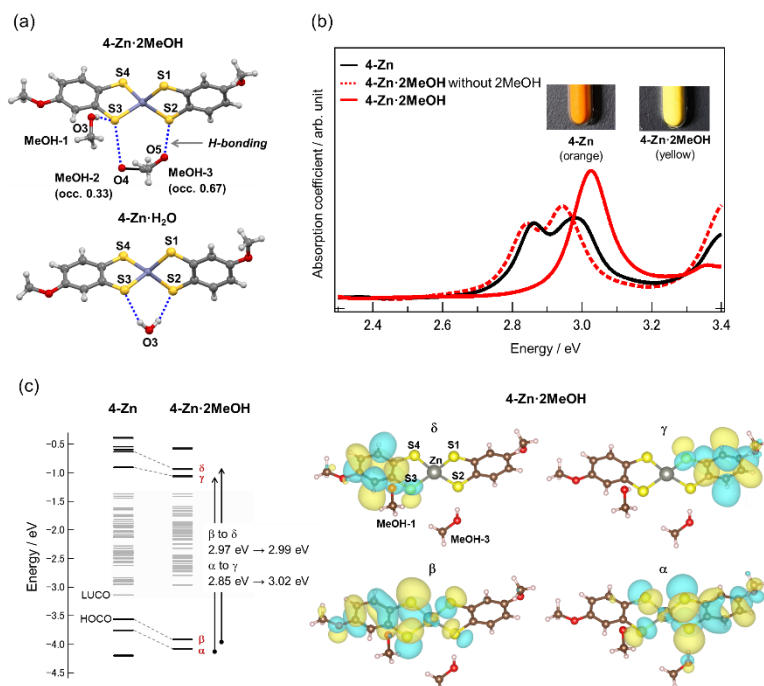 (a)
4-Zn·2MeOH
S4
S1
S3
S2
O3
MeOH-1
H-bonding
O5
MeOH-2
(occ. 0.33)
O4
MeOH-3
(occ. 0.67)
4-Zn·H₂O
S4
S1
S3
S2
O3
(b)
Absorption coefficient / arb. unit
4-Zn
4-Zn·2MeOH without 2MeOH
4-Zn·2MeOH
4-Zn
(orange)
4-Zn·2MeOH
(yellow)
2.4
2.6
2.8
3.0
3.2
3.4
Energy / eV
(c)
4-Zn
4-Zn·2MeOH
Energy / eV
−0.5
−1.0
−1.5
−2.0
−2.5
−3.0
−3.5
−4.0
−4.5
LUCO
HOCO
δ
γ
β to δ
2.97 eV → 2.99 eV
α to γ
2.85 eV → 3.02 eV
β
α
4-Zn·2MeOH
δ
S4
S1
Zn
S3
S2
MeOH-1
MeOH-3
γ
β
α